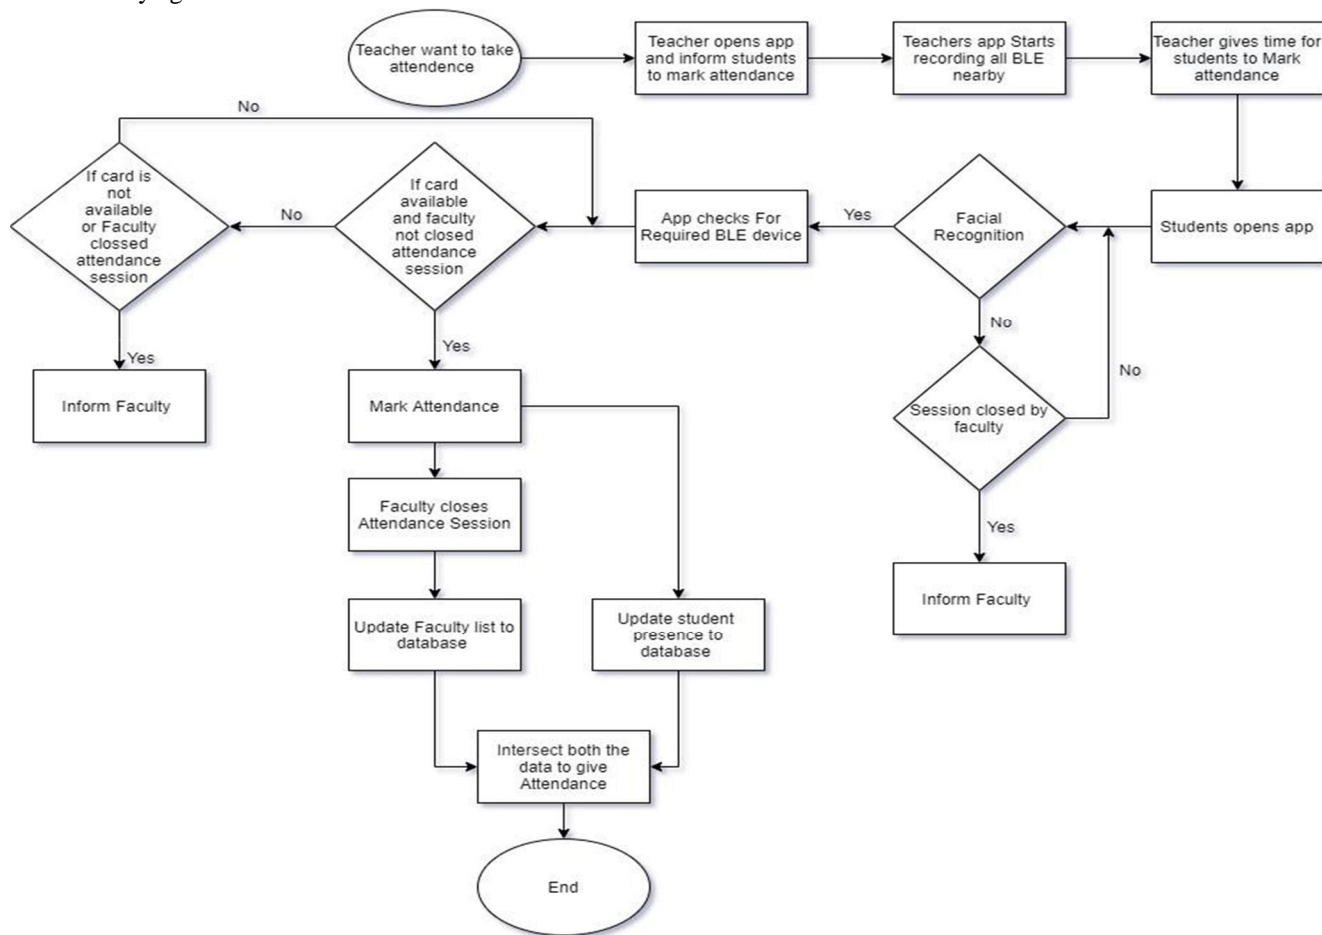 Teacher want to take
attendence
Teacher opens app
and inform students
to mark attendance
Teachers app Starts
recording all BLE
nearby
Teacher gives time for
students to Mark
attendance
No
If card is
not
available
or Faculty
clossed
attendance
session
No
If card
available
and faculty
not closed
attendance
session
App checks For
Required BLE device
Yes
Facial
Recognition
Students opens app
Yes
Yes
No
No
Inform Faculty
Mark Attendance
Session closed by
faculty
Faculty closes
Attendance Session
Yes
Update Faculty list to
database
Update student
presence to
database
Inform Faculty
Intersect both the
data to give
Attendance
End